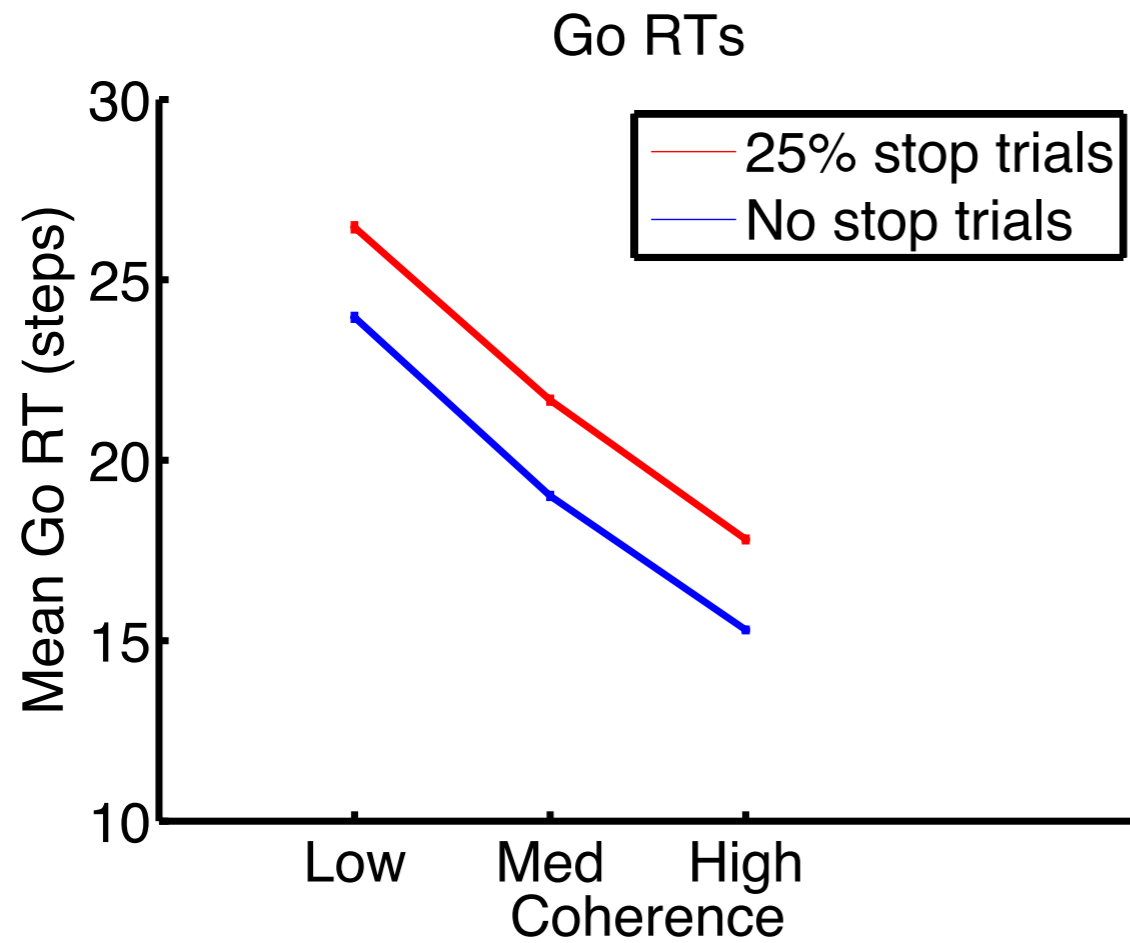 Go RTs
30
25% stop trials
No stop trials
25
20
15
10
Mean Go RT (steps)
Low Med High
Coherence